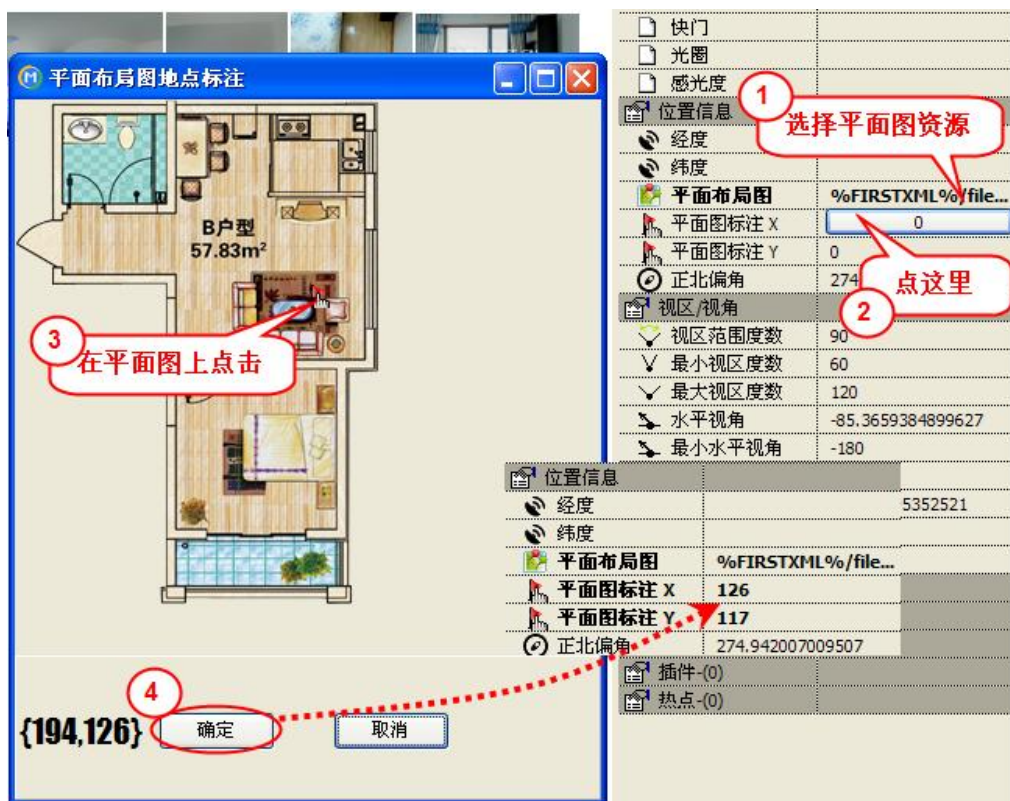 平面布局图地点标注
B户型
57.83m²
3
在平面图上点击
4
{194,126}
确定
取消
快门
光圈
感光度
1
选择平面图资源
位置信息
经度
纬度
平面布局图 %FIRSTXML%/file...
平面图标注 X 0
平面图标注 Y 0
正北偏角 274
点这里
2
视区/视角
视区范围度数 90
最小视区度数 60
最大视区度数 120
水平视角 -85.3659384899627
最小水平视角 -180
位置信息
经度 5352521
纬度
平面布局图 %FIRSTXML%/file...
平面图标注 X 126
平面图标注 Y 117
正北偏角 274.942007009507
插件-(0)
热点-(0)